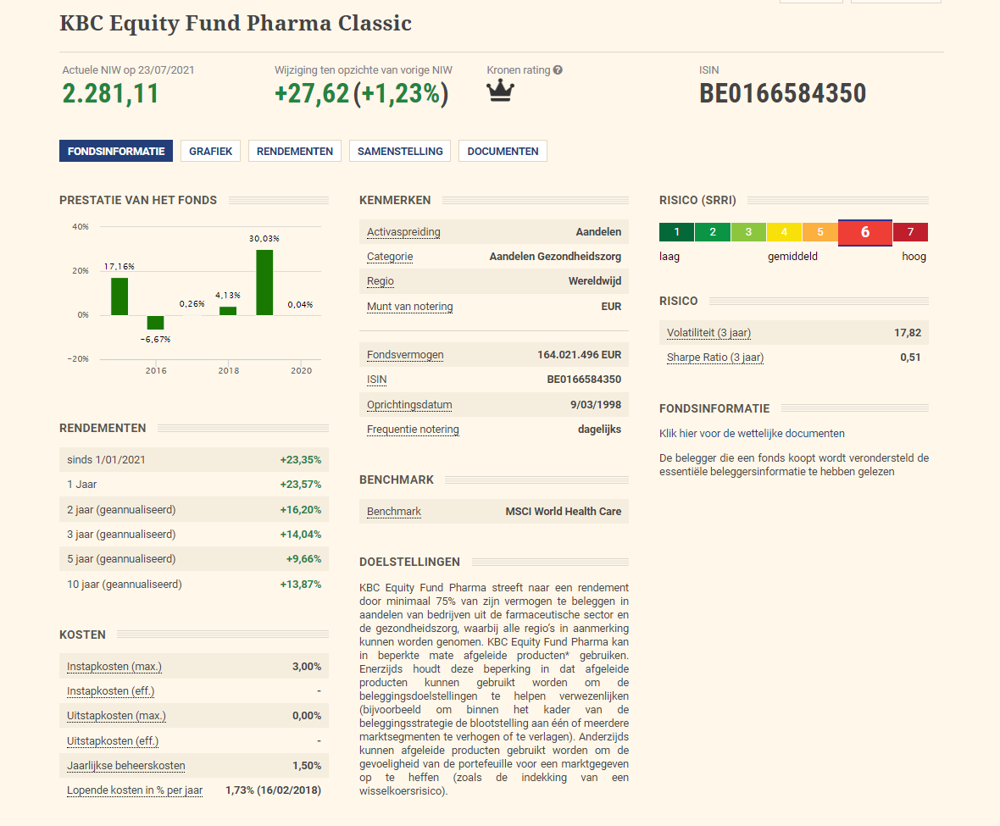 KBC Equity Fund Pharma Classic
Actuele NIW op 23/07/2021
2.281,11
Wijziging ten opzichte van vorige NIW
+27,62 (+1,23%)
Kronen rating ?
ISIN
BE0166584350
FONDSINFORMATIE
GRAFIEK
RENDEMENTEN
SAMENSTELLING
DOCUMENTEN
PRESTATIE VAN HET FONDS
40%
20%
0%
-20%
17,16%
-6,67%
0,26%
4,13%
30,03%
0,04%
2016
2018
2020
RENDEMENTEN
sinds 1/01/2021 +23,35%
1 Jaar +23,57%
2 jaar (geannualiseerd) +16,20%
3 jaar (geannualiseerd) +14,04%
5 jaar (geannualiseerd) +9,66%
10 jaar (geannualiseerd) +13,87%
KOSTEN
Instapkosten (max.) 3,00%
Instapkosten (eff.) -
Uitstapkosten (max.) 0,00%
Uitstapkosten (eff.) -
Jaarlijkse beheerskosten 1,50%
Lopende kosten in % per jaar 1,73% (16/02/2018)
KENMERKEN
Activaspreiding Aandelen
Categorie Aandelen Gezondheidszorg
Regio Wereldwijd
Munt van notering EUR
Fondsvermogen 164.021.496 EUR
ISIN BE0166584350
Oprichtingsdatum 9/03/1998
Frequentie notering dagelijks
BENCHMARK
Benchmark MSCI World Health Care
DOELSTELLINGEN
KBC Equity Fund Pharma streeft naar een rendement
door minimaal 75% van zijn vermogen te beleggen in
aandelen van bedrijven uit de farmaceutische sector en
de gezondheidszorg, waarbij alle regio's in aanmerking
kunnen worden genomen. KBC Equity Fund Pharma kan
in beperkte mate afgeleide producten* gebruiken.
Enerzijds houdt deze beperking in dat afgeleide
producten kunnen gebruikt worden om de
beleggingsdoelstellingen te helpen verwezenlijken
(bijvoorbeeld om binnen het kader van de
beleggingsstrategie de blootstelling aan één of meerdere
marktsegmenten te verhogen of te verlagen). Anderzijds
kunnen afgeleide producten gebruikt worden om de
gevoeligheid van de portefeuille voor een marktgegeven
op te heffen (zoals de indekking van een
wisselkoersrisico).
RISICO (SRRI)
1 2 3 4 5 6 7
laag gemiddeld hoog
RISICO
Volatiliteit (3 jaar) 17,82
Sharpe Ratio (3 jaar) 0,51
FONDSINFORMATIE
Klik hier voor de wettelijke documenten
De belegger die een fonds koopt wordt verondersteld de
essentiële beleggersinformatie te hebben gelezen